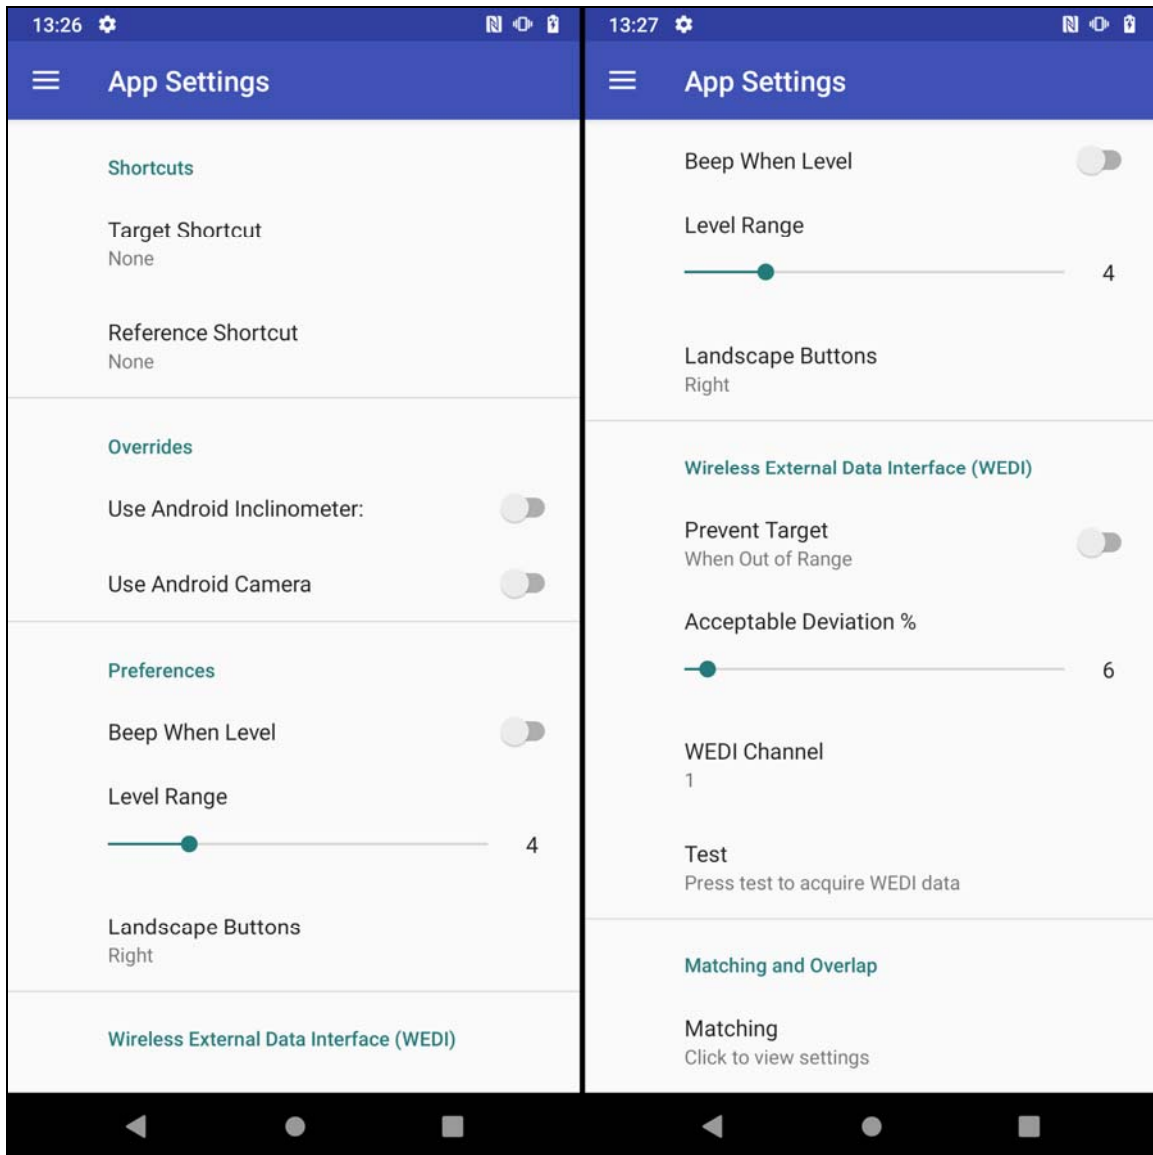 13:26
App Settings
Shortcuts
Target Shortcut
None
Reference Shortcut
None
Overrides
Use Android Inclinometer:
Use Android Camera
Preferences
Beep When Level
Level Range
4
Landscape Buttons
Right
Wireless External Data Interface (WEDI)
13:27
App Settings
Beep When Level
Level Range
4
Landscape Buttons
Right
Wireless External Data Interface (WEDI)
Prevent Target
When Out of Range
Acceptable Deviation %
6
WEDI Channel
1
Test
Press test to acquire WEDI data
Matching and Overlap
Matching
Click to view settings